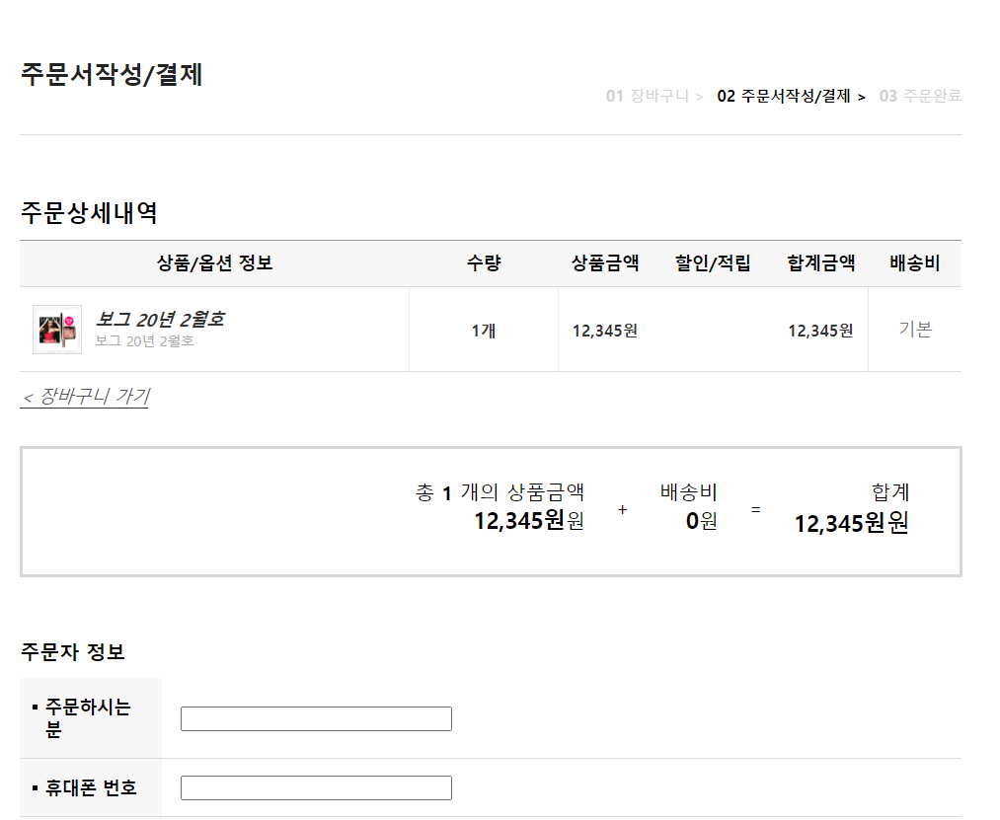 주문서작성/결제
01 장바구니 > 02 주문서작성/결제 > 03 주문완료
주문상세내역
상품/옵션 정보 수량 상품금액 할인/적립 합계금액 배송비
보그 20년 2월호
보그 20년 2월호
1개 12,345원 12,345원 기본
< 장바구니 가기
총 1 개의 상품금액 배송비 합계
12,345원원 + 0원 = 12,345원원
주문자 정보
▪ 주문하시는
분
▪ 휴대폰 번호